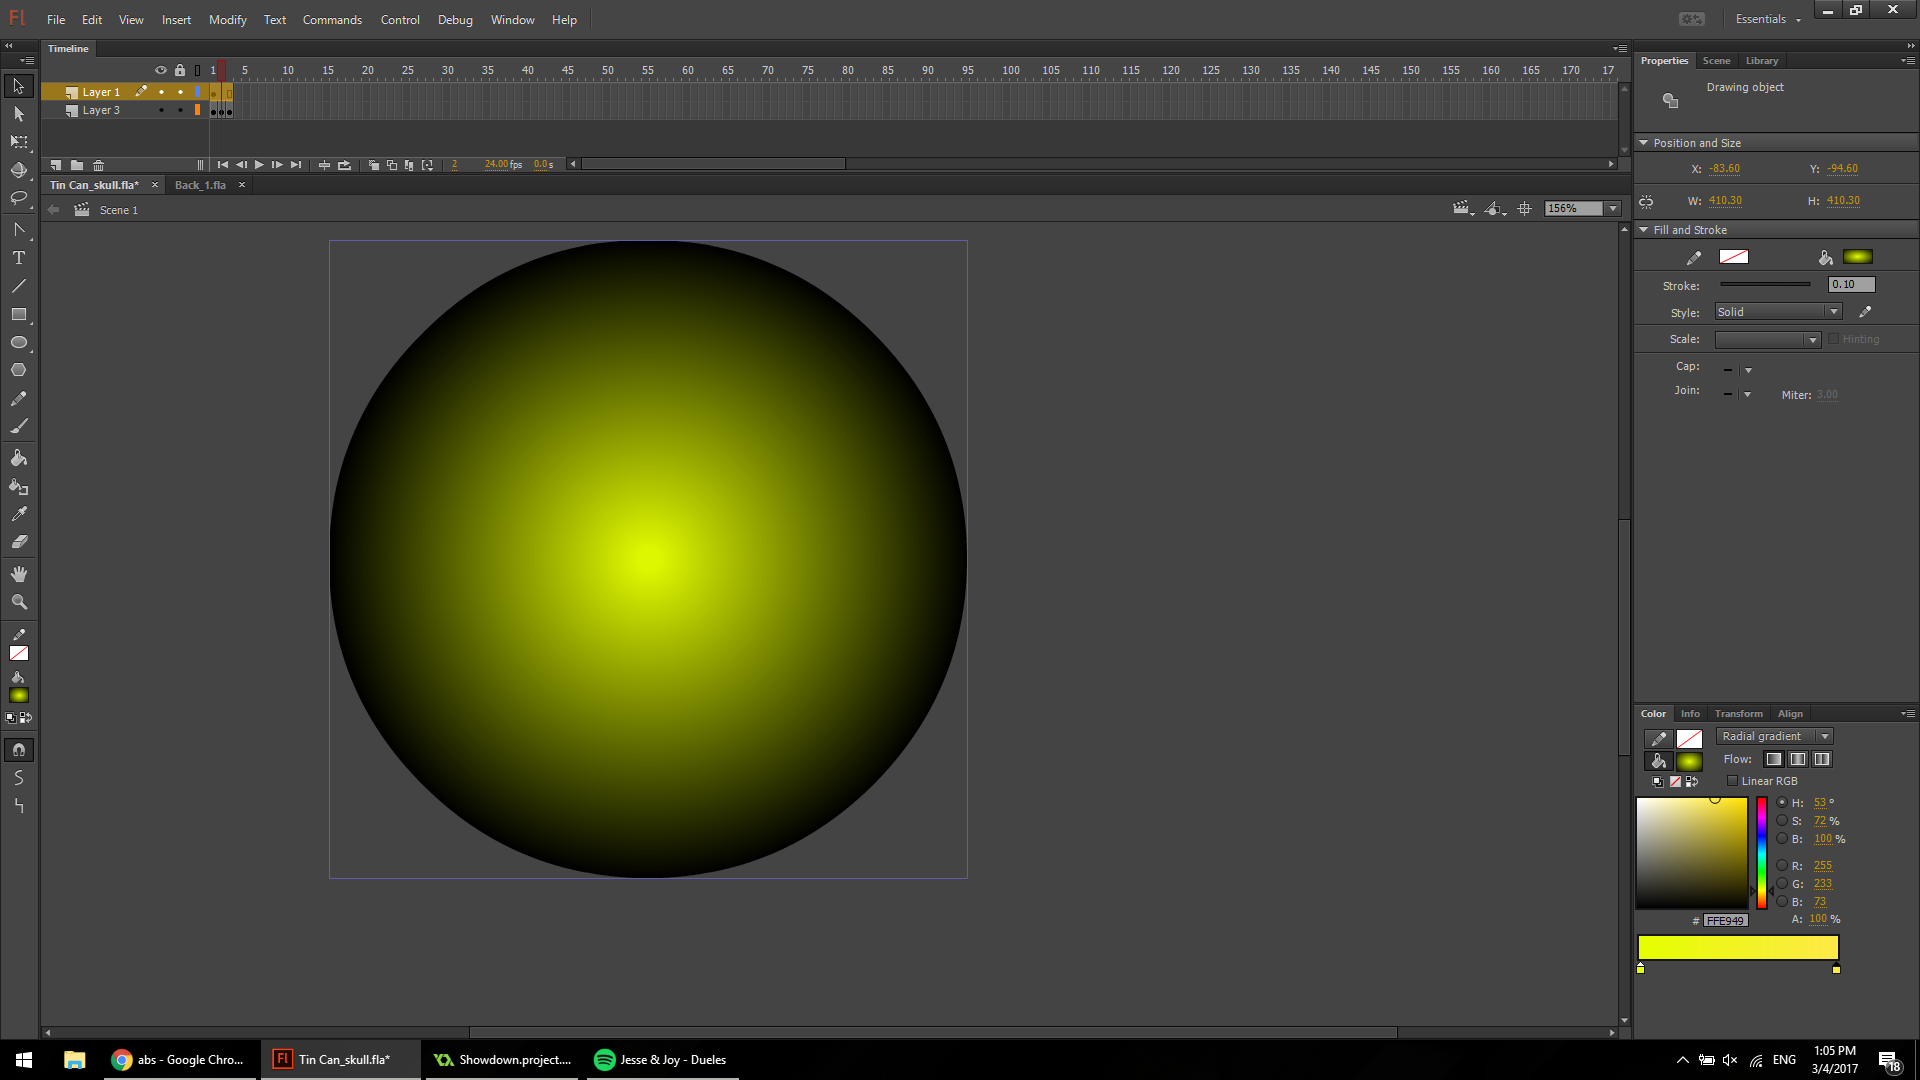 Fl File Edit View Insert Modify Text Commands Control Debug Window Help Essentials
Timeline
1 5 10 15 20 25 30 35 40 45 50 55 60 65 70 75 80 85 90 95 100 105 110 115 120 125 130 135 140 145 150 155 160 165 170 17
Layer 1
Layer 3
2 24.00 fps 0.0 s
Tin Can_skull.fla* × Back_1.fla ×
Scene 1
156%
Properties Scene Library
Drawing object
Position and Size
X: -83.60 Y: -94.60
W: 410.30 H: 410.30
Fill and Stroke
Stroke: 0.10
Style: Solid
Scale: Hinting
Cap:
Join: Miter: 3.00
T
Color Info Transform Align
Radial gradient
Flow:
Linear RGB
H: 53 °
S: 72 %
B: 100 %
R: 255
G: 233
B: 73
# FFE949 A: 100 %
abs - Google Chro...
Fl Tin Can_skull.fla*
Showdown.project....
Jesse & Joy - Dueles
ENG
1:05 PM
3/4/2017
18